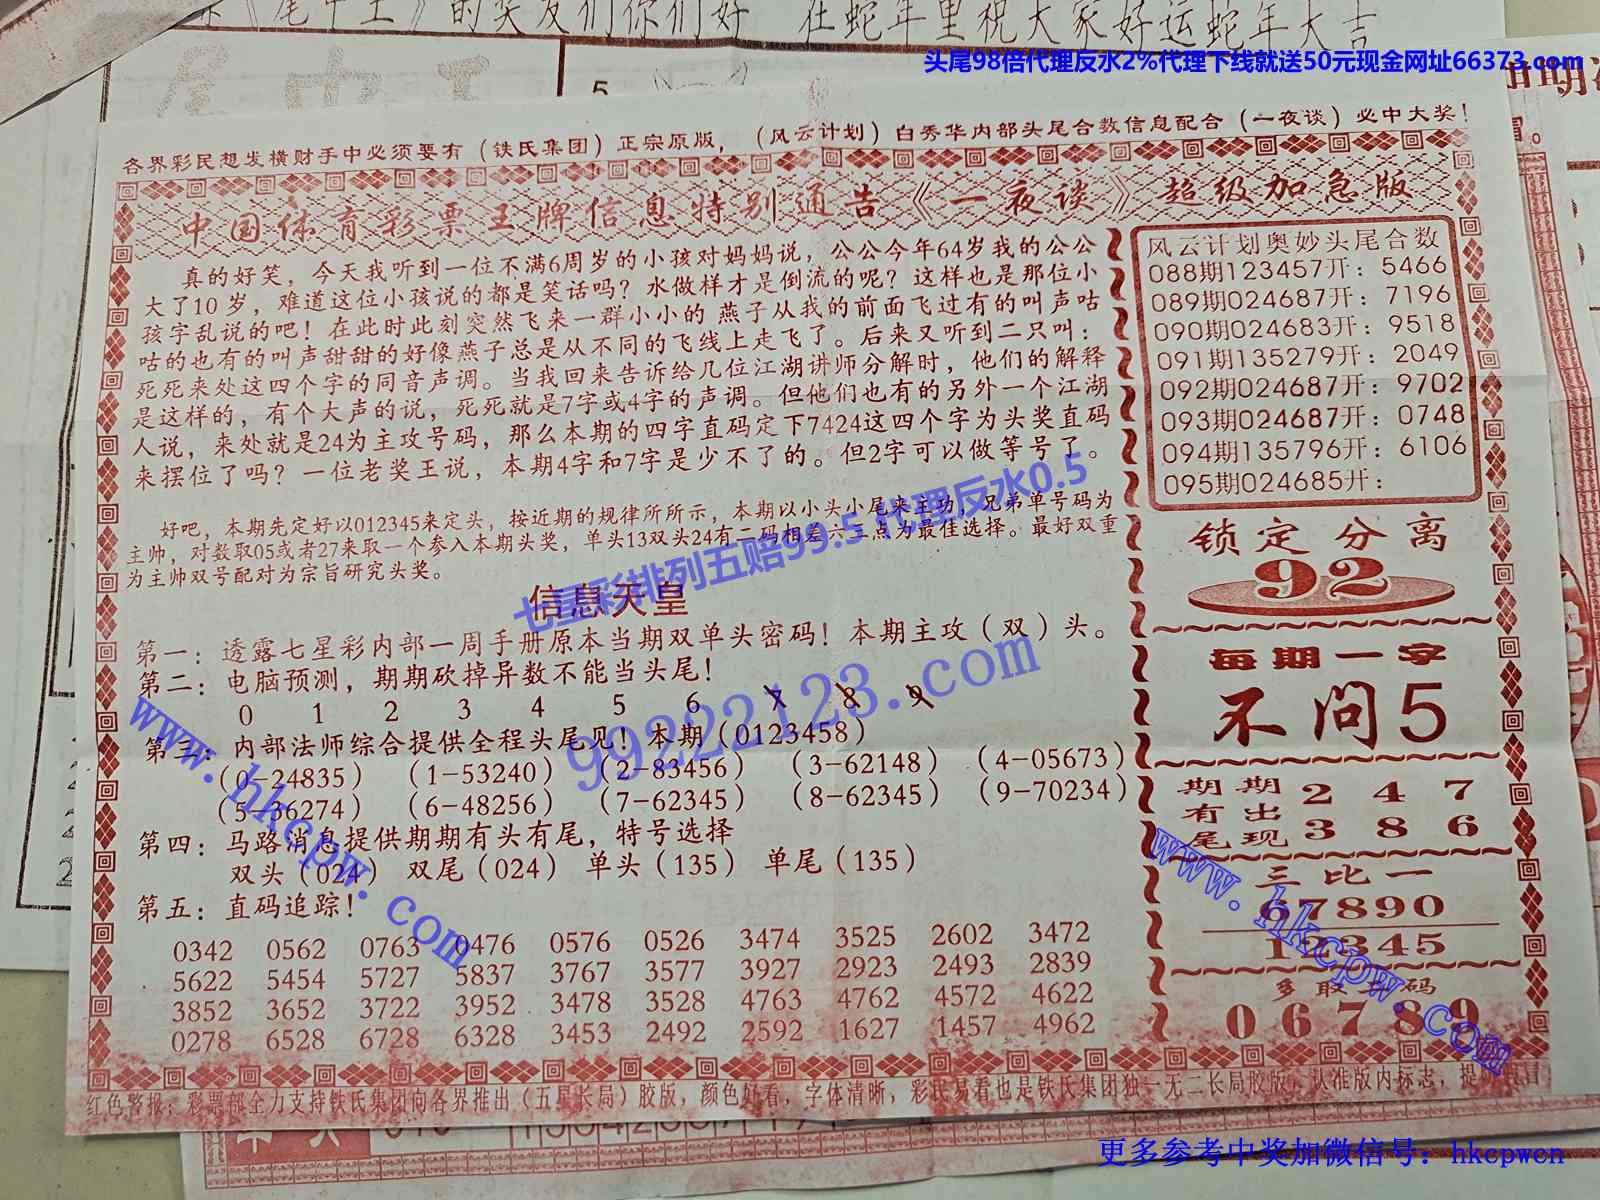 《尾中王》的奖友们你们好 在蛇年里祝大家好运蛇年大吉
头尾98倍代理反水2%代理下线就送50元现金网址66373.com
尾中王
5
各界彩民想发横财手中必须要有（铁氏集团）正宗原版，（风云计划）白秀华内部头尾合数信息配合（一夜谈）必中大奖！
中国体育彩票王牌信息特别通告《一夜谈》超级加急版
真的好笑，今天我听到一位不满6周岁的小孩对妈妈说，公公今年64岁我的公公
大了10岁，难道这位小孩说的都是笑话吗？水做样才是倒流的呢？这样也是那位小
孩字乱说的吧！在此时此刻突然飞来一群小小的 燕子从我的前面飞过有的叫声咕
咕的也有的叫声甜甜的好像燕子总是从不同的飞线上走飞了。后来又听到二只叫：
死死来处这四个字的同音声调。当我回来告诉给几位江湖讲师分解时，他们的解释
是这样的，有个大声的说，死死就是7字或4字的声调。但他们也有的另外一个江湖
人说，来处就是24为主攻号码，那么本期的四字直码定下7424这四个字为头奖直码
来摆位了吗？一位老奖王说，本期4字和7字是少不了的。但2字可以做等号了。
好吧，本期先定好以012345来定头，按近期的规律所所示，本期以小头小尾来主功，兄弟单号码为
主帅，对数取05或者27来取一个参入本期头奖，单头13双头24有二码相差六三点为最佳选择。最好双重
为主帅双号配对为宗旨研究头奖。
七星彩排列五赔99.5代理反水0.5
信息天皇
第一：透露七星彩内部一周手册原本当期双单头密码！本期主攻（双）头。
第二：电脑预测，期期砍掉异数不能当头尾！
0 1 2 3 4 5 6 7 8 9
第三：内部法师综合提供全程头尾见！本期（0123458）
（0-24835） （1-53240） （2-83456） （3-62148） （4-05673）
（5-36274） （6-48256） （7-62345） （8-62345） （9-70234）
第四：马路消息提供期期有头有尾，特号选择
双头（024） 双尾（024） 单头（135） 单尾（135）
第五：直码追踪！
0342 0562 0763 0476 0576 0526 3474 3525 2602 3472
5622 5454 5727 5837 3767 3577 3927 2923 2493 2839
3852 3652 3722 3952 3478 3528 4763 4762 4572 4622
0278 6528 6728 6328 3453 2492 2592 1627 1457 4962
99222123.com
www.hkcpw.com
风云计划奥妙头尾合数
088期123457开：5466
089期024687开：7196
090期024683开：9518
091期135279开：2049
092期024687开：9702
093期024687开：0748
094期135796开：6106
095期024685开：
锁定分离
92
每期一字
不问5
期期 2 4 7
有出
尾现 3 8 6
三比一
67890
12345
多取 码
06789
www.hkcpw.com
红色警报：彩票部全力支持铁氏集团向各界推出（五星长局）胶版，颜色好看，字体清晰，彩民易看也是铁氏集团独一无二长局胶版，认准版内标志，提防假冒
更多参考中奖加微信号：hkcpwcn